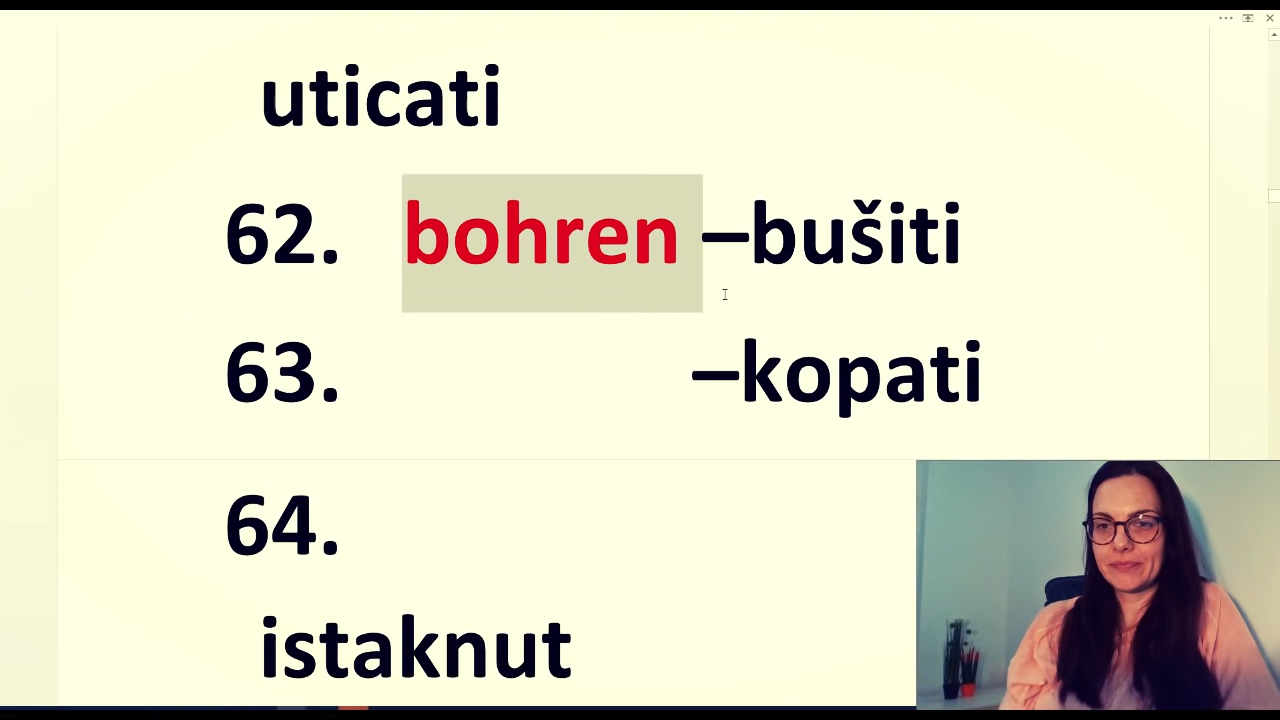 uticati
62. bohren –bušiti
63. –kopati
64.
istaknut